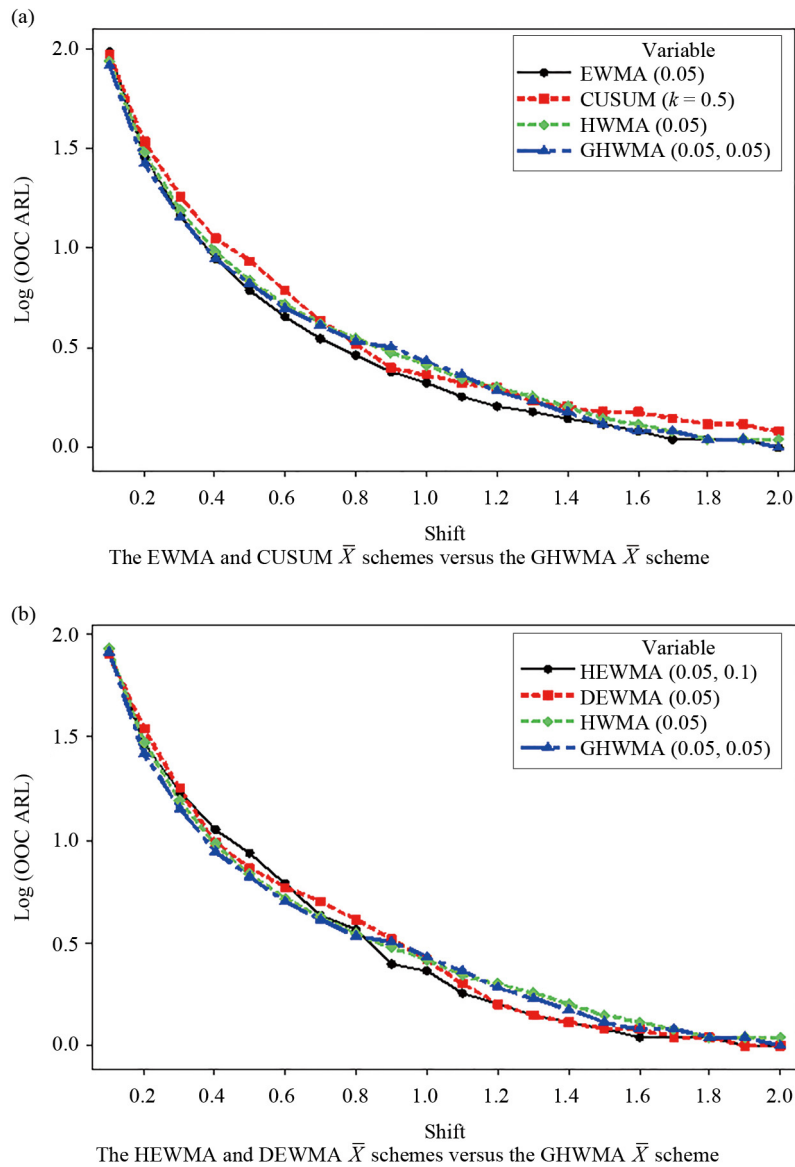 (a)
2.0
1.5
1.0
0.5
0.0
Log (OOC ARL)
Variable
EWMA (0.05)
CUSUM (k = 0.5)
HWMA (0.05)
GHWMA (0.05, 0.05)
0.2 0.4 0.6 0.8 1.0 1.2 1.4 1.6 1.8 2.0
Shift
The EWMA and CUSUM X̅ schemes versus the GHWMA X̅ scheme
(b)
2.0
1.5
1.0
0.5
0.0
Log (OOC ARL)
Variable
HEWMA (0.05, 0.1)
DEWMA (0.05)
HWMA (0.05)
GHWMA (0.05, 0.05)
0.2 0.4 0.6 0.8 1.0 1.2 1.4 1.6 1.8 2.0
Shift
The HEWMA and DEWMA X̅ schemes versus the GHWMA X̅ scheme